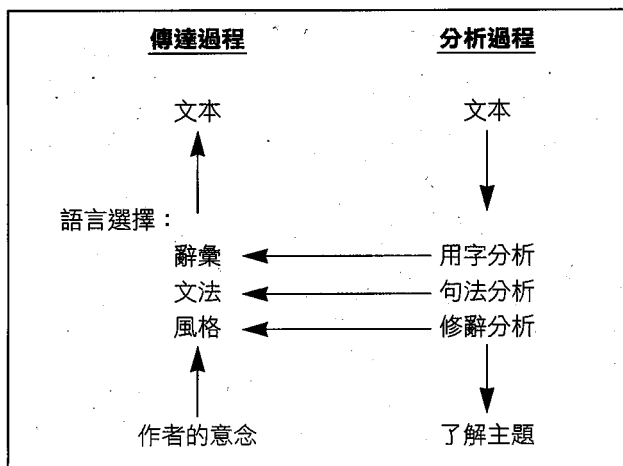 傳達過程 分析過程
文本 文本
語言選擇：
辭彙 用字分析
文法 句法分析
風格 修辭分析
作者的意念 了解主題